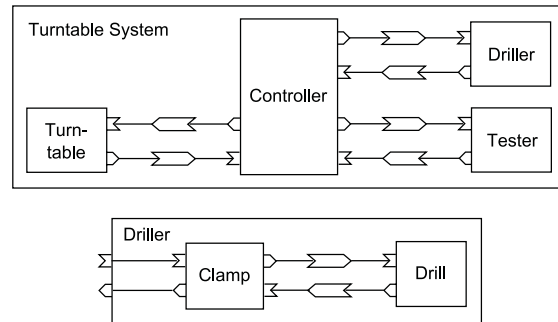 Turntable System
Driller
Controller
Turn-
table
Tester
Driller
Clamp
Drill